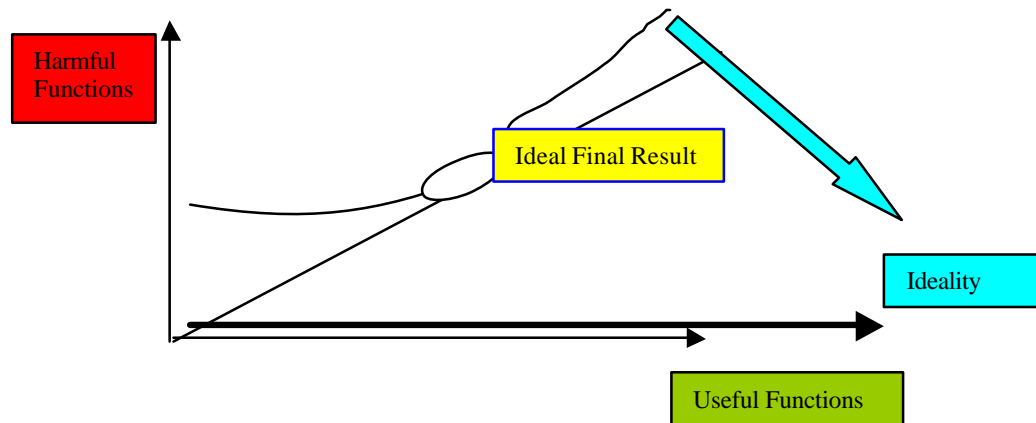 Harmful
Functions
Ideal Final Result
Ideality
Useful Functions